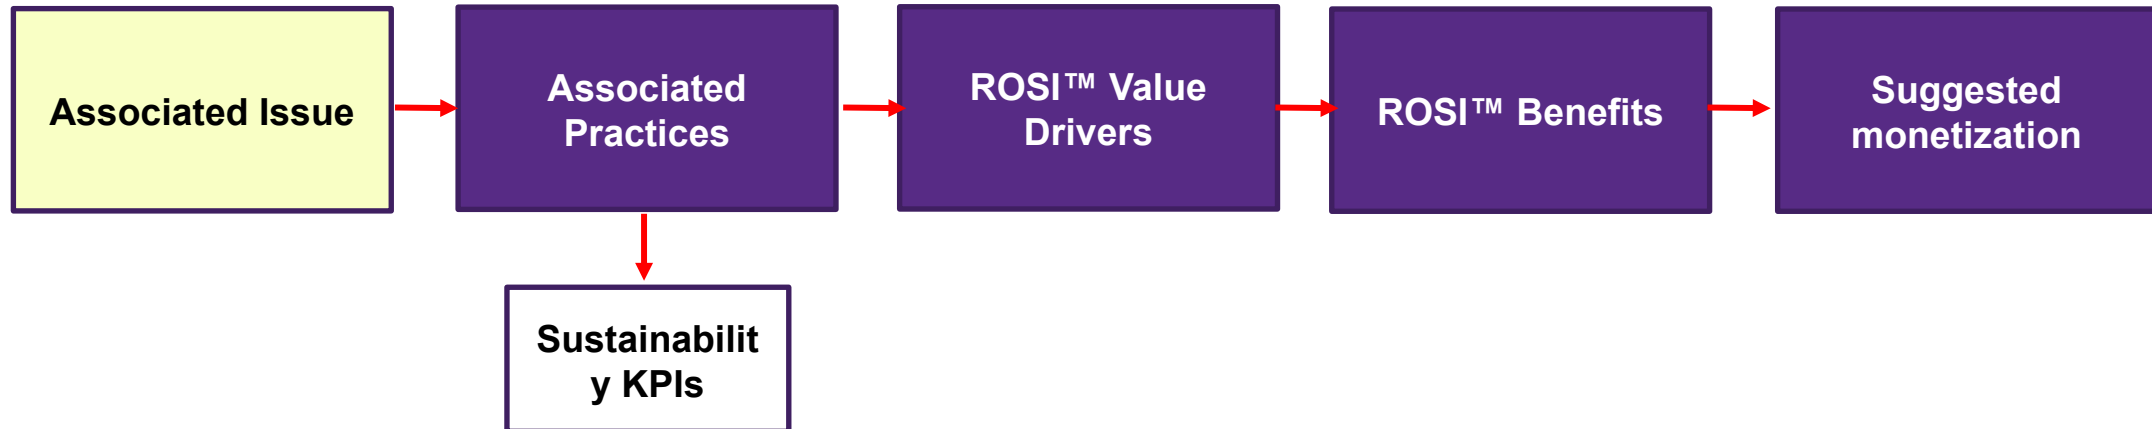 Associated Issue
Associated
Practices
ROSI™ Value
Drivers
ROSI™ Benefits
Suggested
monetization
Sustainabilit
y KPIs